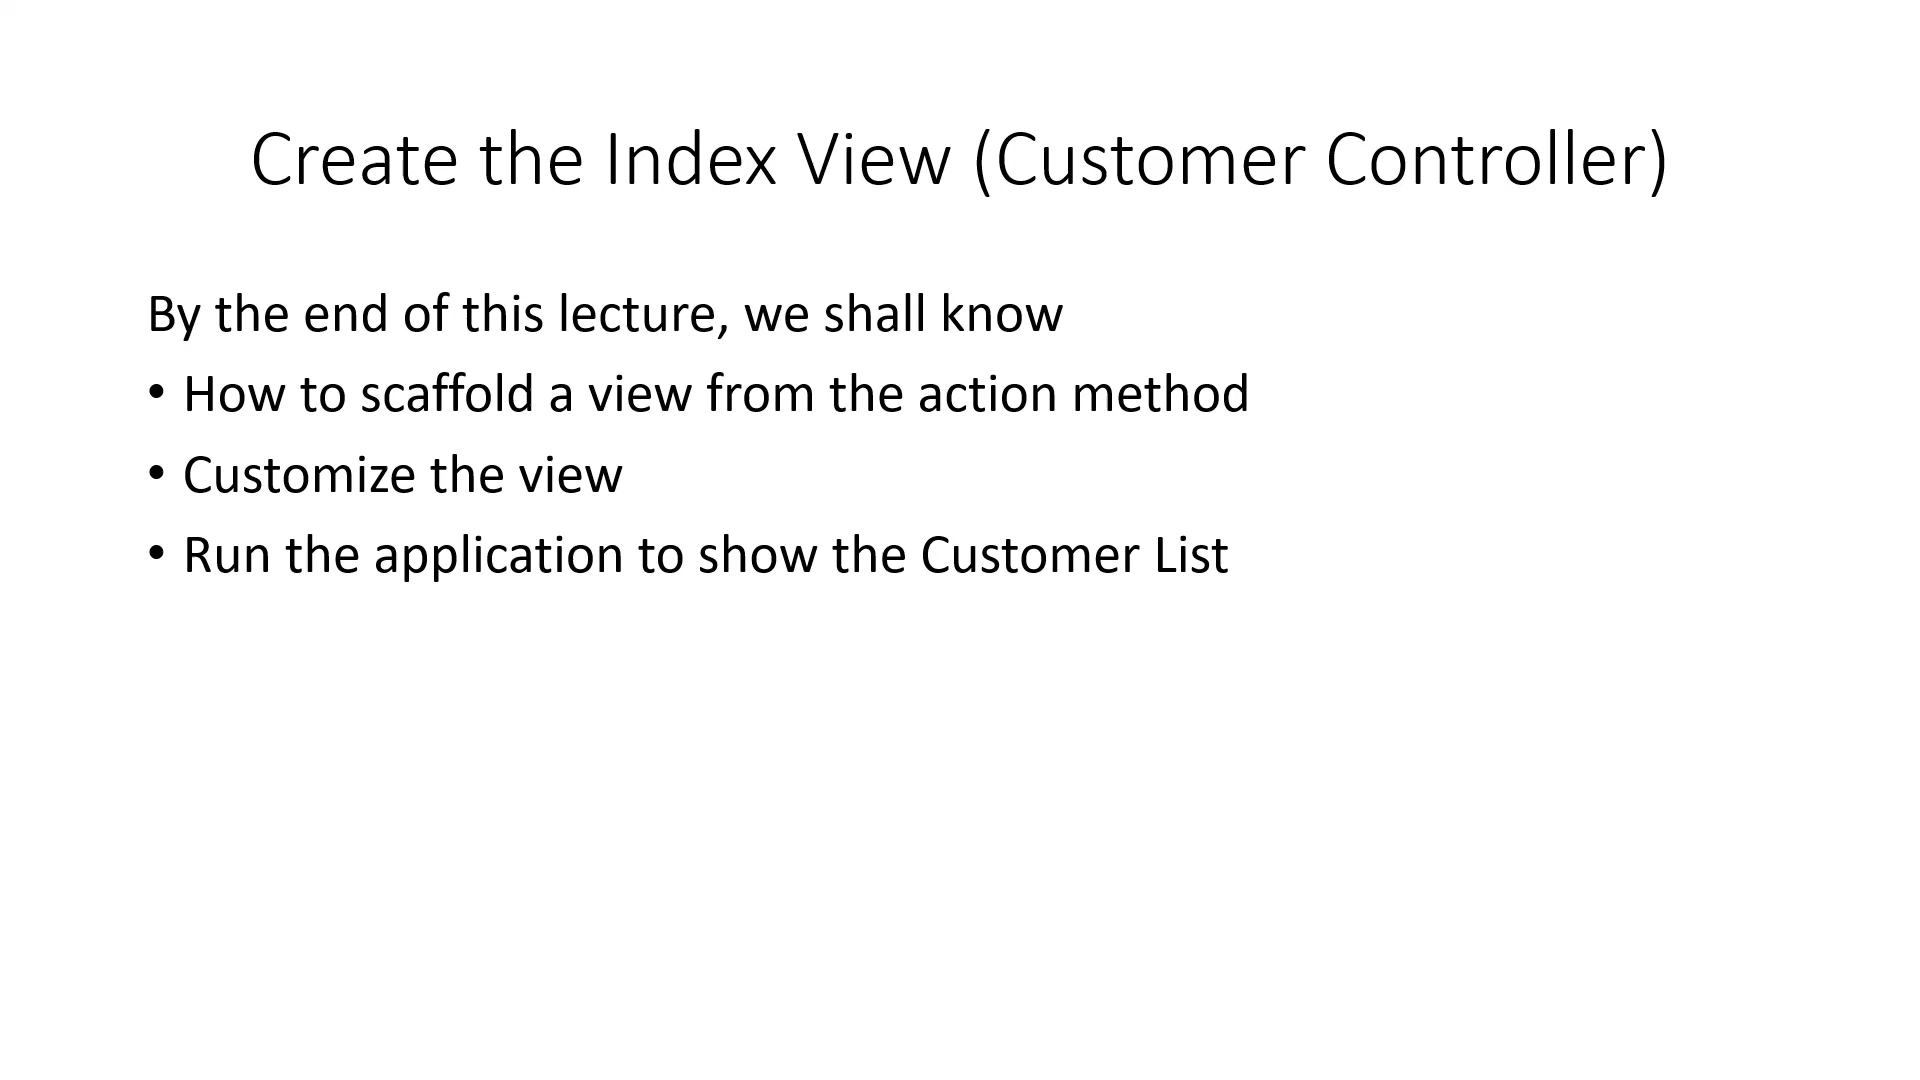 Create the Index View (Customer Controller)
By the end of this lecture, we shall know
• How to scaffold a view from the action method
• Customize the view
• Run the application to show the Customer List